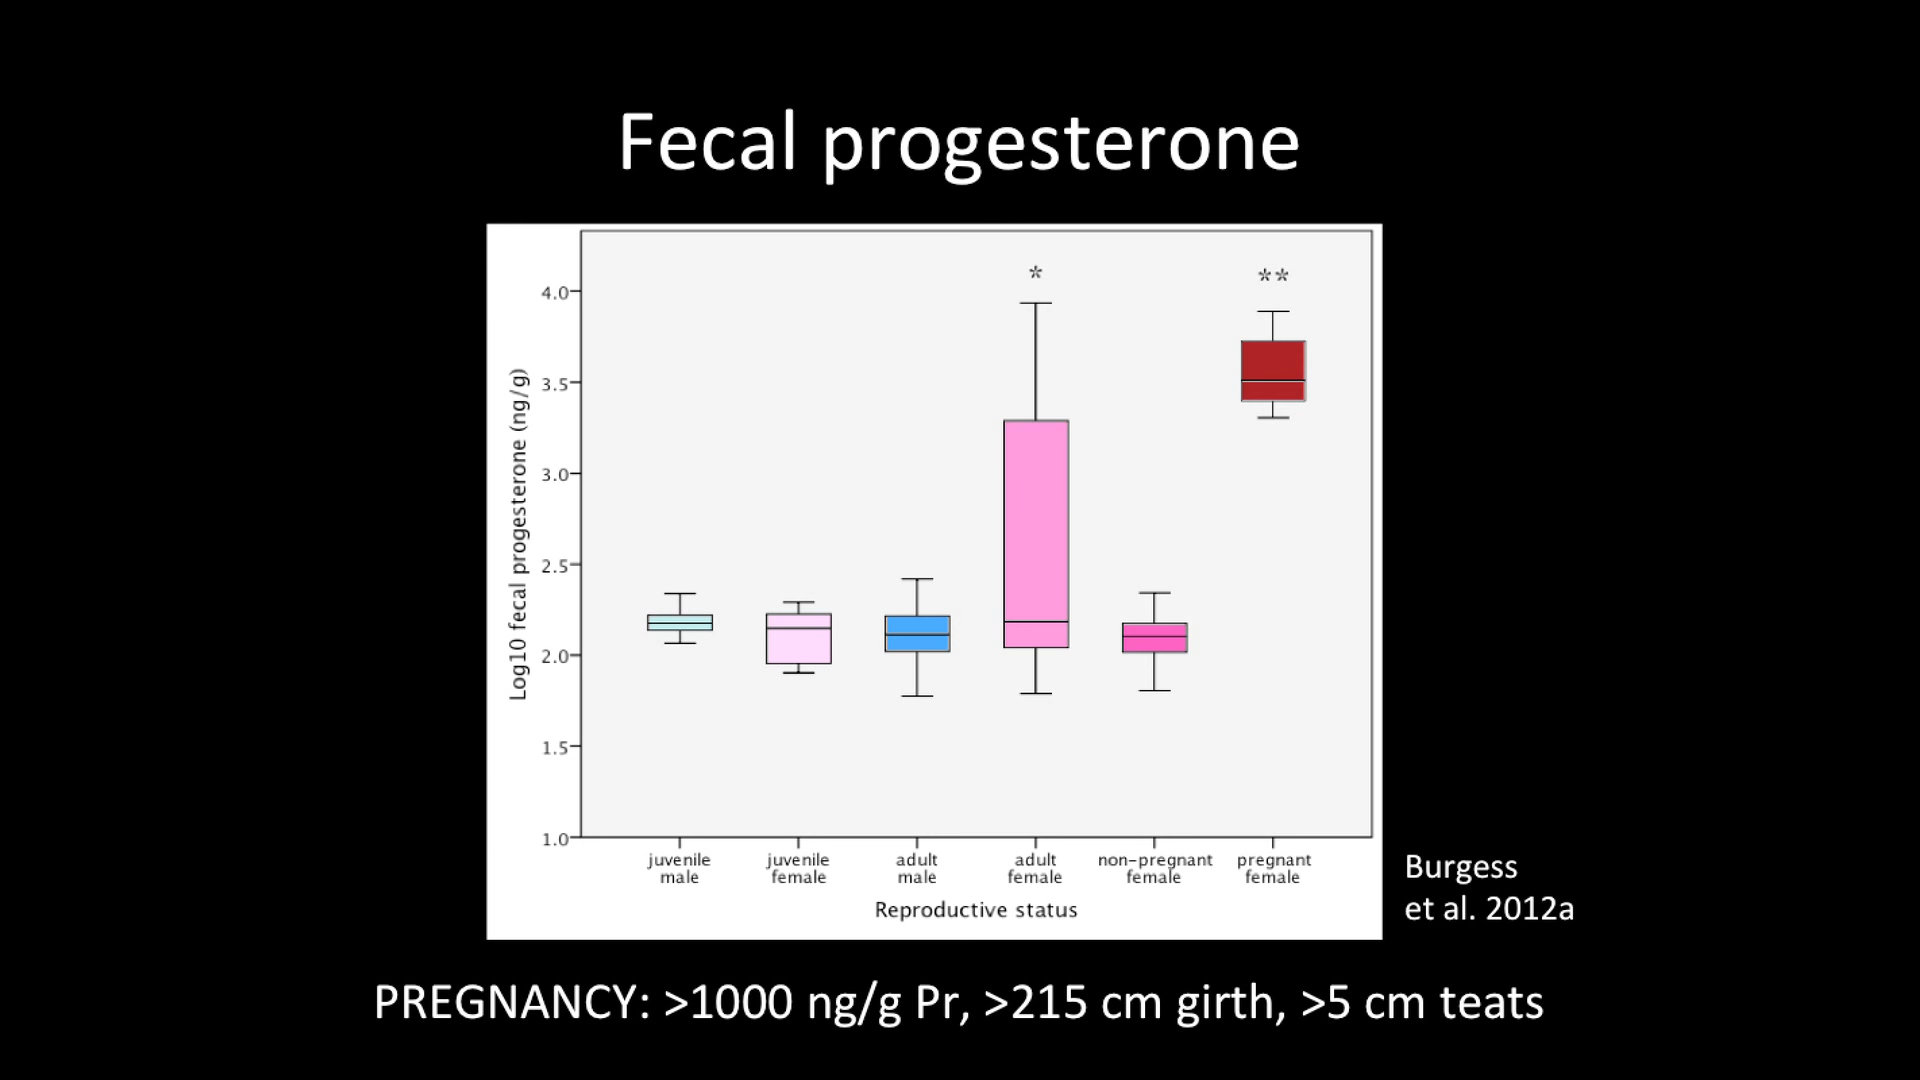 Fecal progesterone
*
**
4.0
3.5
3.0
2.5
2.0
1.5
1.0
Log10 fecal progesterone (ng/g)
juvenile male
juvenile female
adult male
adult female
non-pregnant female
pregnant female
Reproductive status
Burgess
et al. 2012a
PREGNANCY: >1000 ng/g Pr, >215 cm girth, >5 cm teats